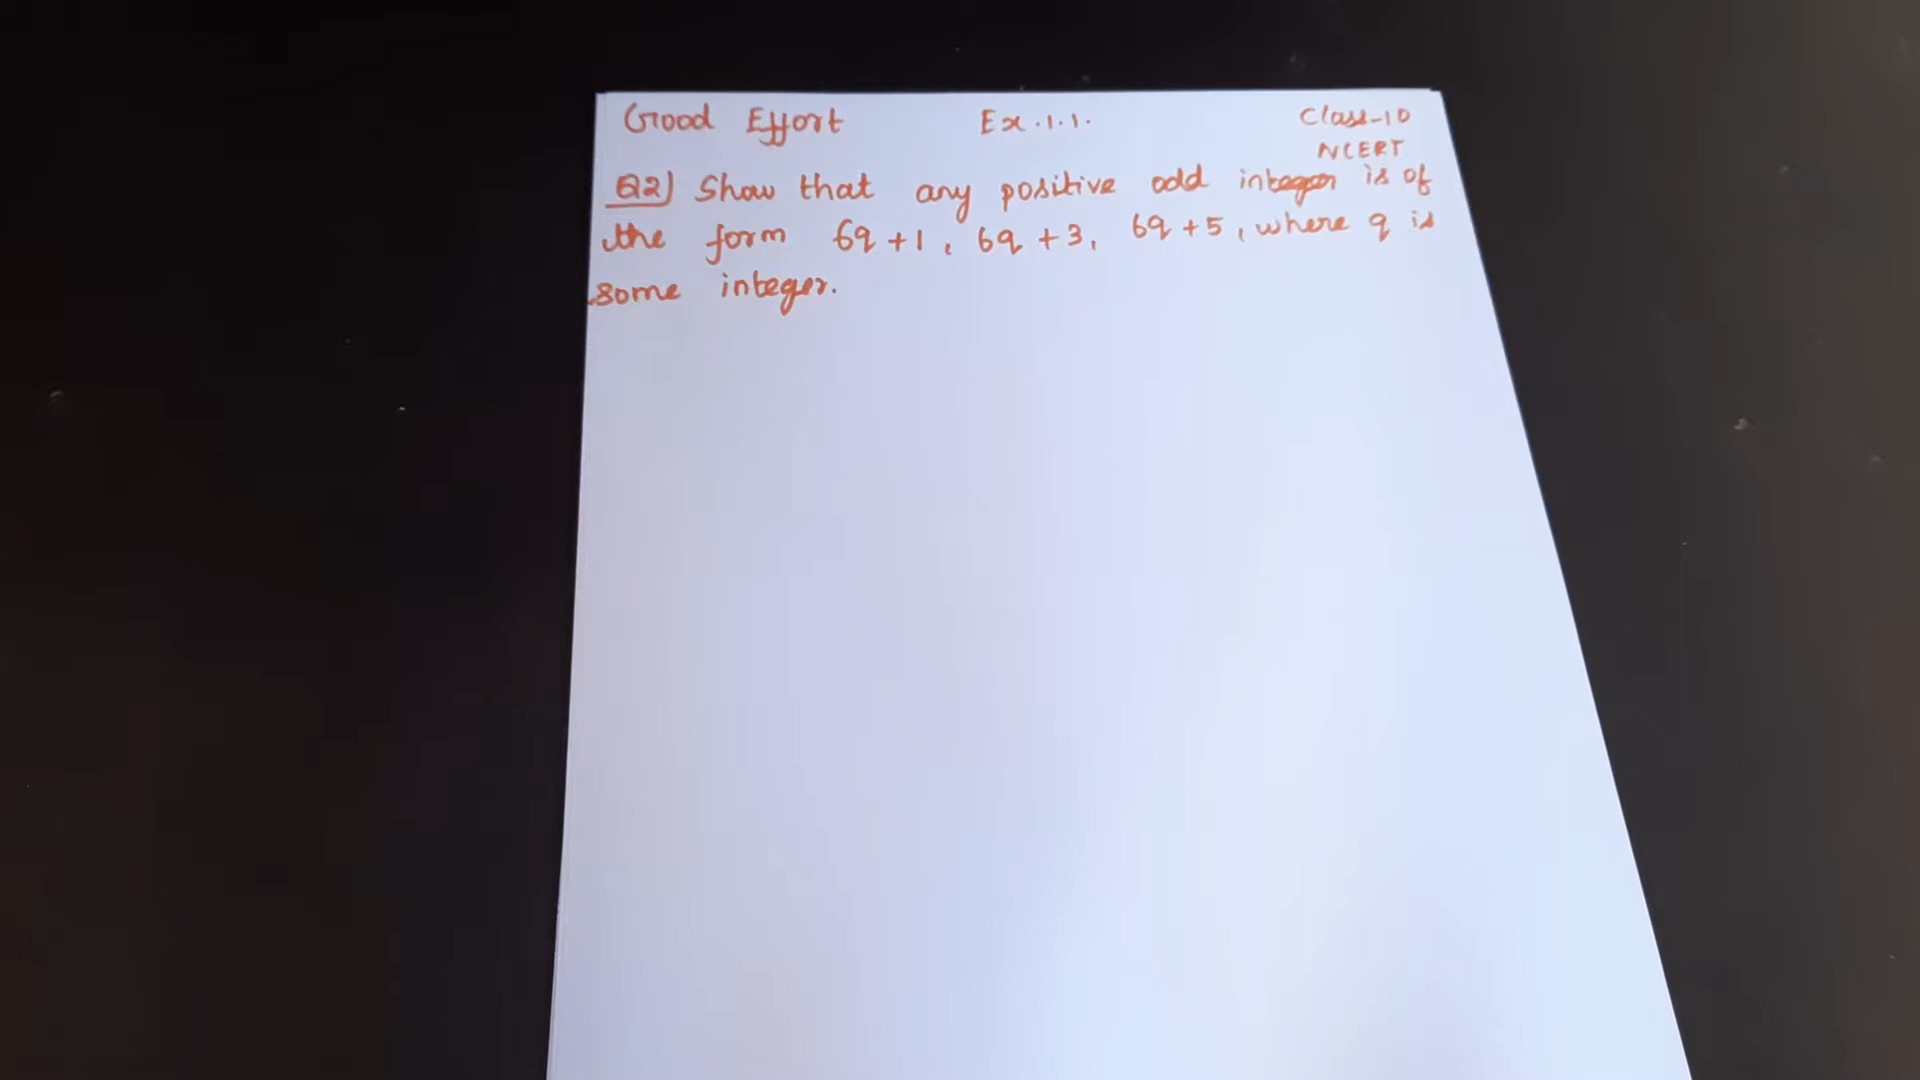 Good Effort Ex.1.1. Class-10
NCERT
Q2) Show that any positive odd integer is of
the form 6q+1, 6q+3, 6q+5, where q is
some integer.